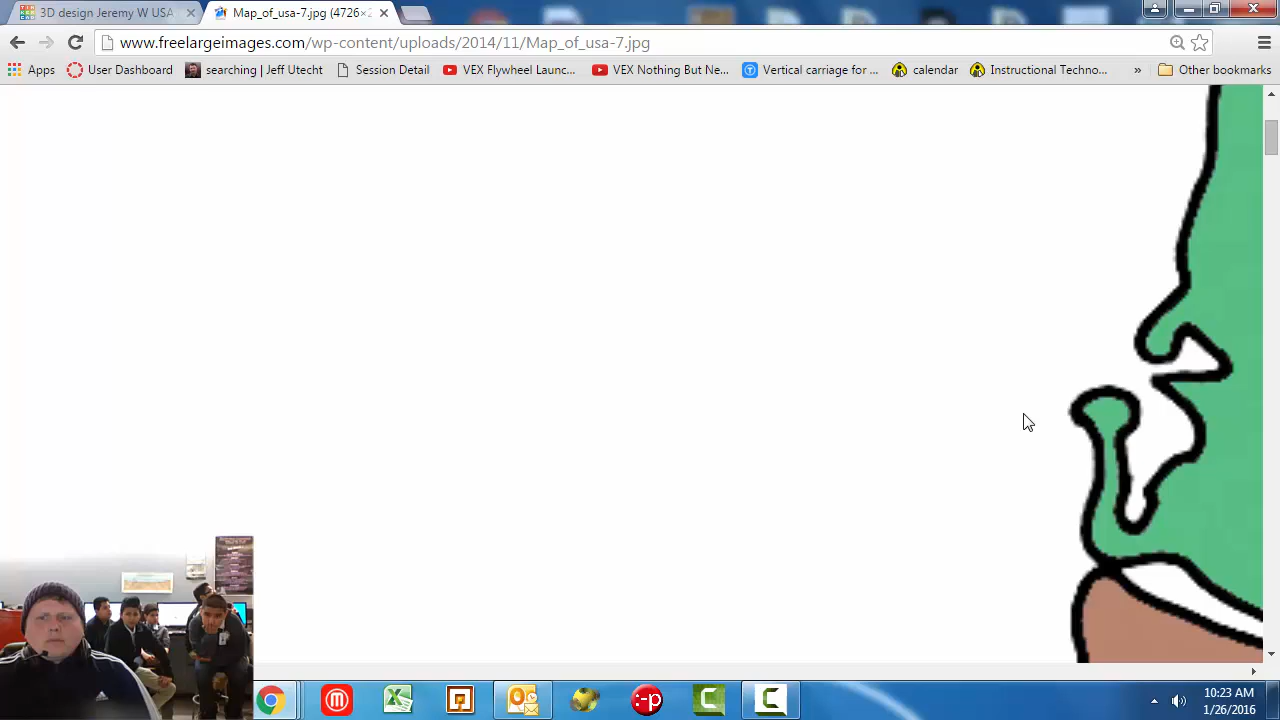 3D design Jeremy W USA
Map_of_usa-7.jpg (4726×2
www.freelargeimages.com/wp-content/uploads/2014/11/Map_of_usa-7.jpg
Apps User Dashboard searching | Jeff Utecht Session Detail VEX Flywheel Launc... VEX Nothing But Ne... Vertical carriage for ... calendar Instructional Techno... » Other bookmarks
10:23 AM
1/26/2016